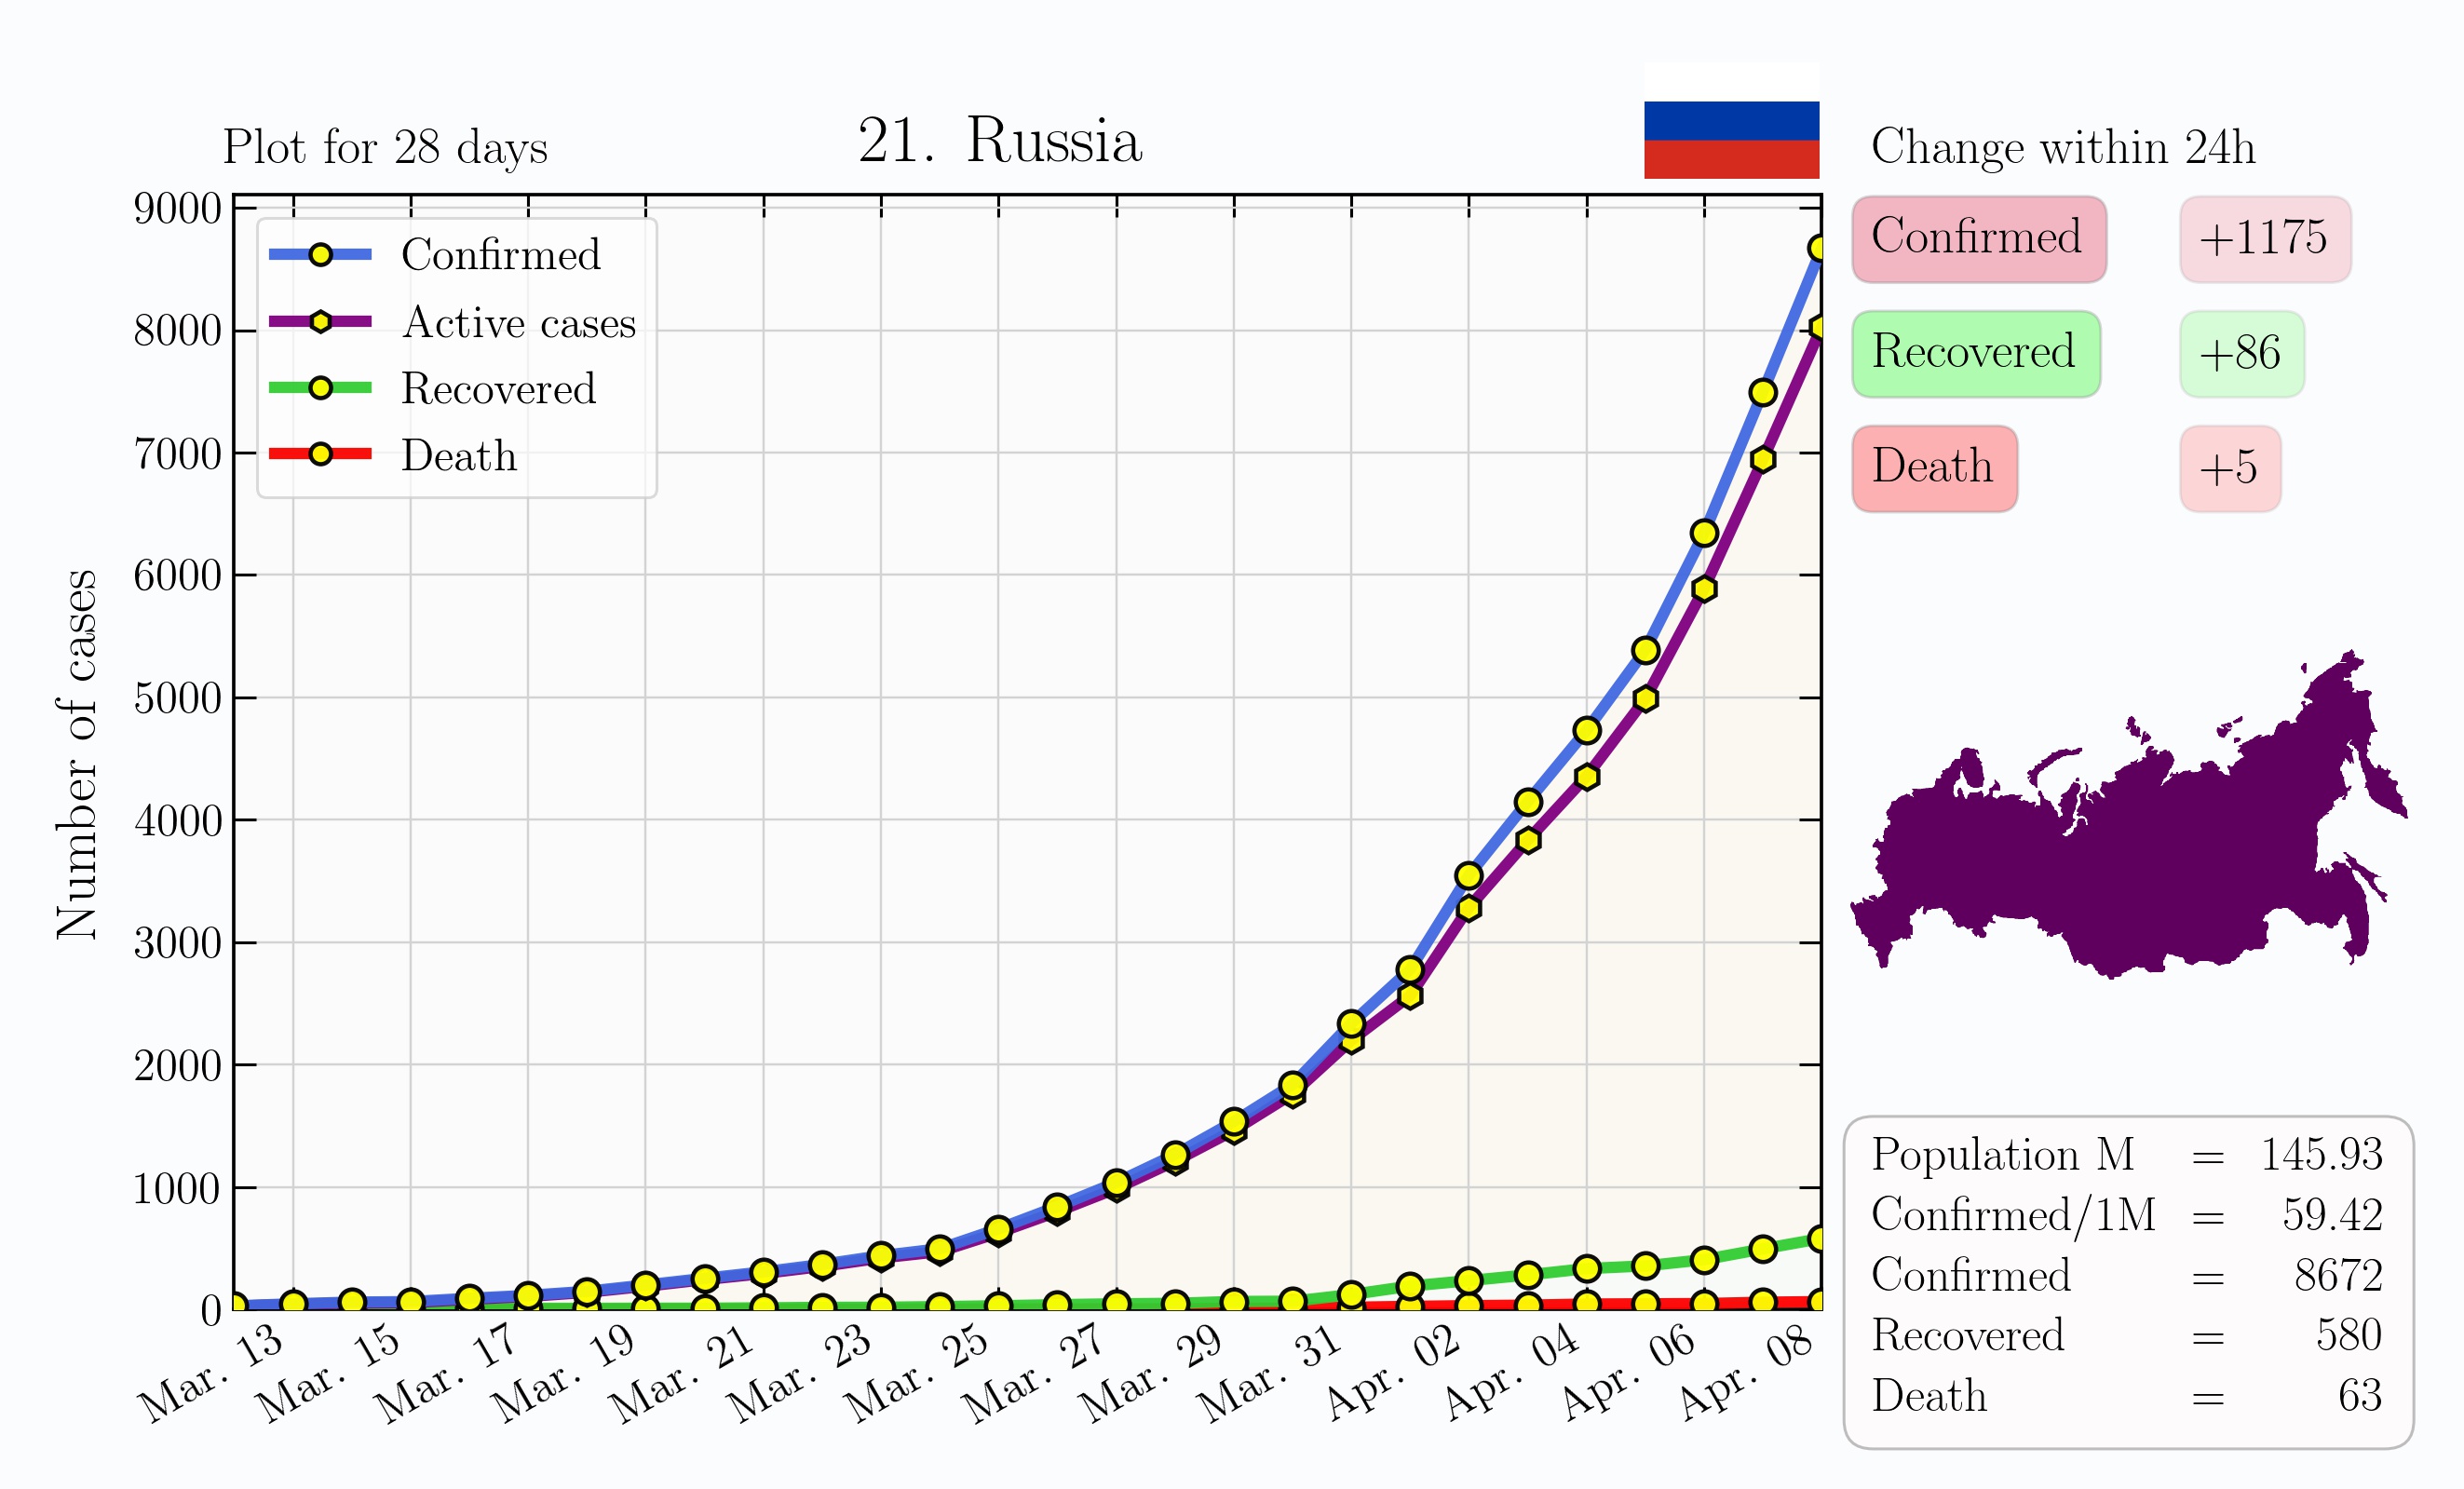 Plot for 28 days
21. Russia
Change within 24h
Confirmed +1175
Recovered +86
Death +5
Confirmed
Active cases
Recovered
Death
Number of cases
9000
8000
7000
6000
5000
4000
3000
2000
1000
0
Mar. 13
Mar. 15
Mar. 17
Mar. 19
Mar. 21
Mar. 23
Mar. 25
Mar. 27
Mar. 29
Mar. 31
Apr. 02
Apr. 04
Apr. 06
Apr. 08
Population M = 145.93
Confirmed/1M = 59.42
Confirmed = 8672
Recovered = 580
Death = 63